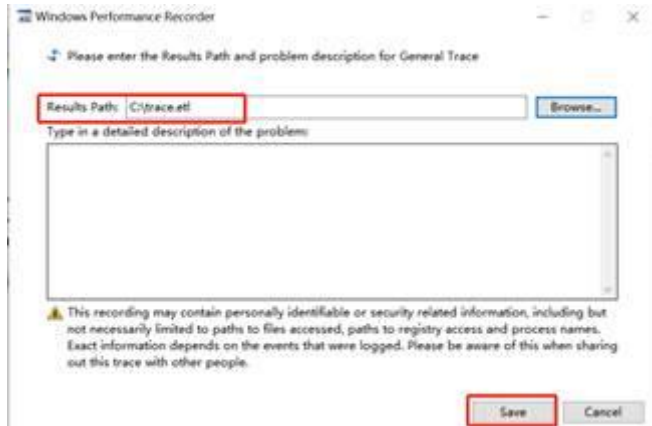 Windows Performance Recorder
Please enter the Results Path and problem description for General Trace
Results Path: C:\trace.etl Browse...
Type in a detailed description of the problem:
This recording may contain personally identifiable or security related information, including but
not necessarily limited to paths to files accessed, paths to registry access and process names.
Exact information depends on the events that were logged. Please be aware of this when sharing
out this trace with other people.
Save Cancel